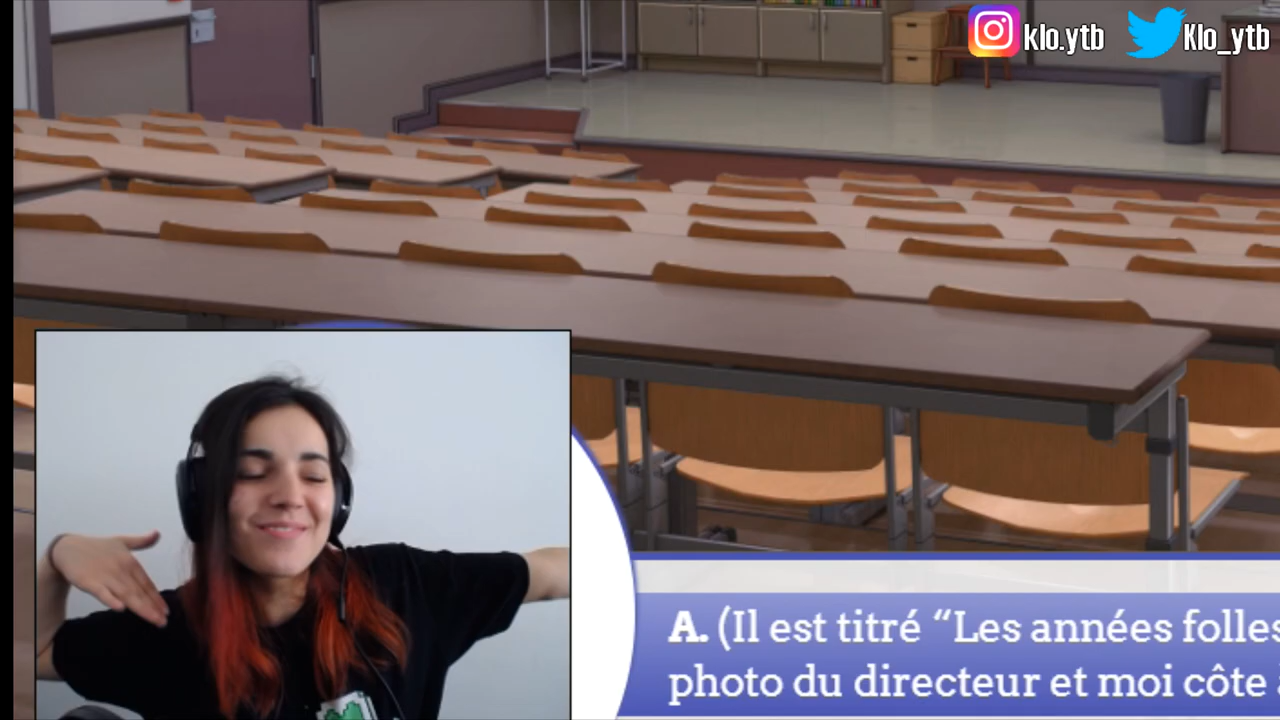 klo.ytb Klo_ytb
A. (Il est titré “Les années folles
photo du directeur et moi côte